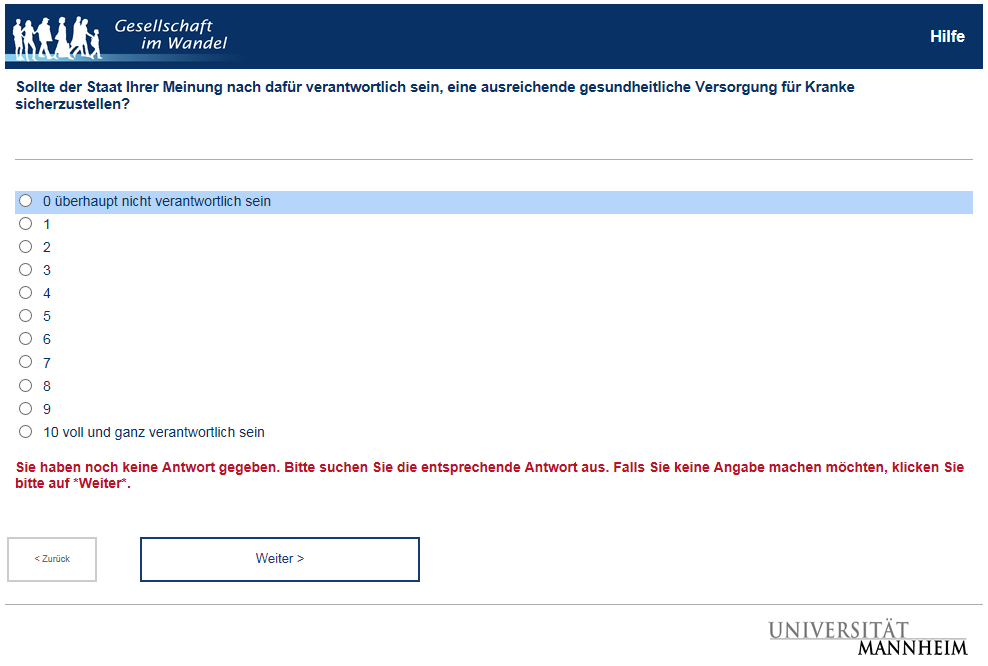 Gesellschaft
im Wandel
Hilfe
Sollte der Staat Ihrer Meinung nach dafür verantwortlich sein, eine ausreichende gesundheitliche Versorgung für Kranke
sicherzustellen?
0 überhaupt nicht verantwortlich sein
1
2
3
4
5
6
7
8
9
10 voll und ganz verantwortlich sein
Sie haben noch keine Antwort gegeben. Bitte suchen Sie die entsprechende Antwort aus. Falls Sie keine Angabe machen möchten, klicken Sie
bitte auf *Weiter*.
< Zurück
Weiter >
UNIVERSITÄT
MANNHEIM